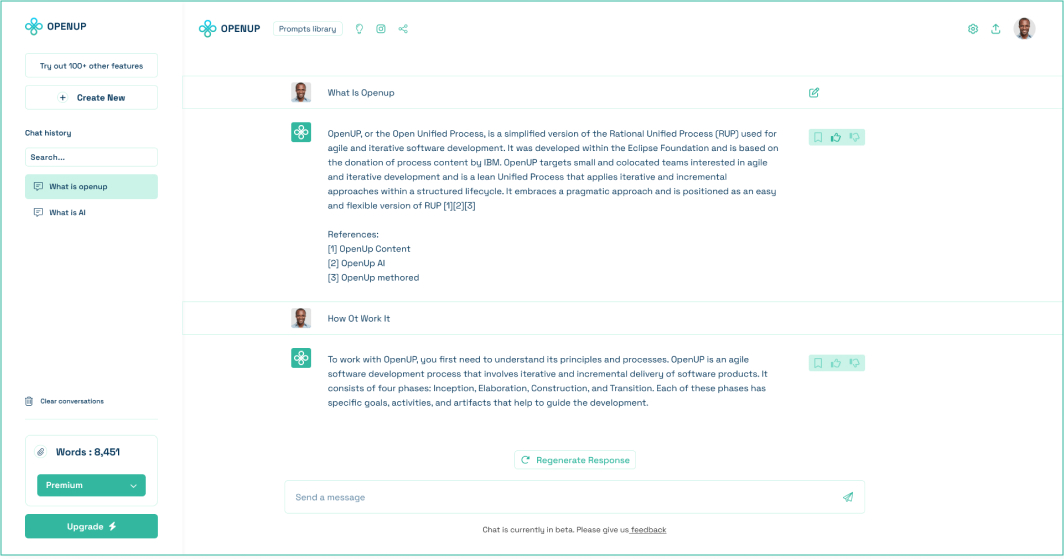 OPENUP
Try out 100+ other features
+ Create New
Chat history
Search...
What is openup
What is AI
Clear conversations
Words : 8,451
Premium
Upgrade
OPENUP
Prompts library
What Is Openup
OpenUP, or the Open Unified Process, is a simplified version of the Rational Unified Process (RUP) used for
agile and iterative software development. It was developed within the Eclipse Foundation and is based on
the donation of process content by IBM. OpenUP targets small and colocated teams interested in agile
and iterative development and is a lean Unified Process that applies iterative and incremental
approaches within a structured lifecycle. It embraces a pragmatic approach and is positioned as an easy
and flexible version of RUP [1][2][3]
References:
[1] OpenUp Content
[2] OpenUp AI
[3] OpenUp methored
How Ot Work It
To work with OpenUP, you first need to understand its principles and processes. OpenUP is an agile
software development process that involves iterative and incremental delivery of software products. It
consists of four phases: Inception, Elaboration, Construction, and Transition. Each of these phases has
specific goals, activities, and artifacts that help to guide the development.
Regenerate Response
Send a message
Chat is currently in beta. Please give us feedback